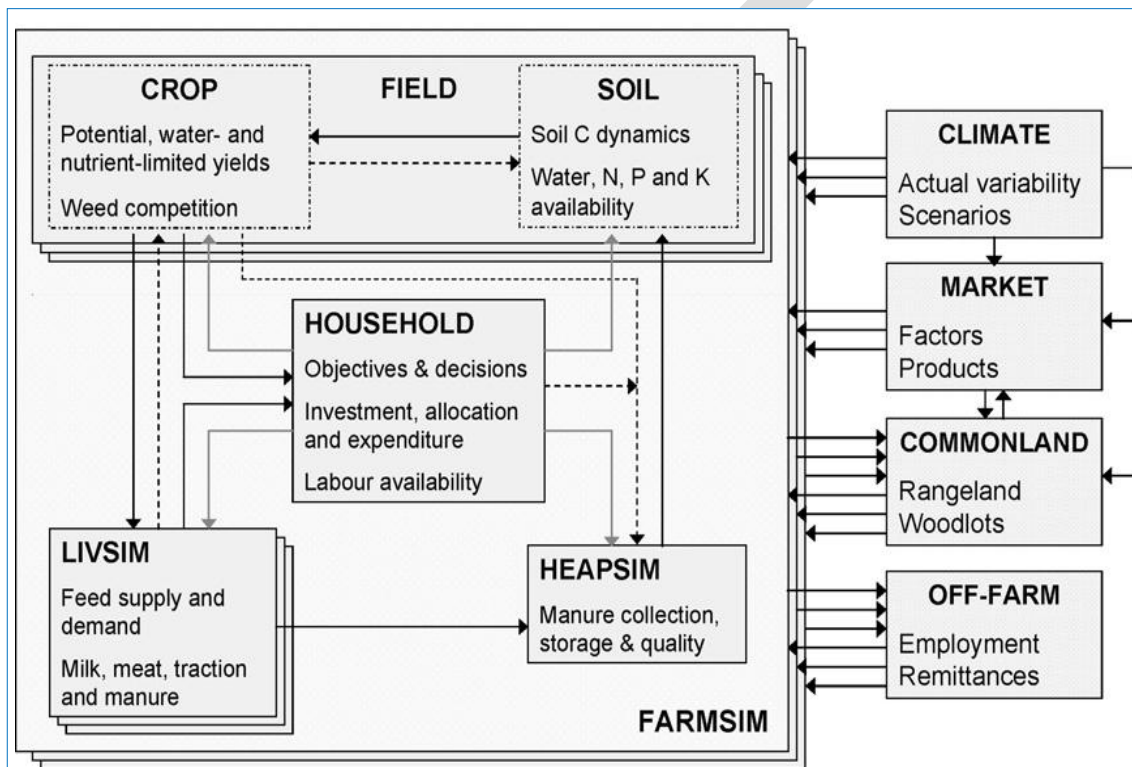 CROP
Potential, water- and
nutrient-limited yields
Weed competition
FIELD
SOIL
Soil C dynamics
Water, N, P and K
availability
HOUSEHOLD
Objectives & decisions
Investment, allocation
and expenditure
Labour availability
LIVSIM
Feed supply and
demand
Milk, meat, traction
and manure
HEAPSIM
Manure collection,
storage & quality
FARMSIM
CLIMATE
Actual variability
Scenarios
MARKET
Factors
Products
COMMONLAND
Rangeland
Woodlots
OFF-FARM
Employment
Remittances